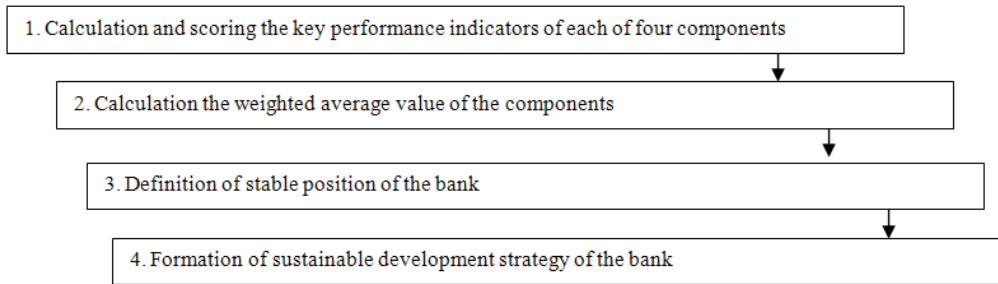 1. Calculation and scoring the key performance indicators of each of four components
2. Calculation the weighted average value of the components
3. Definition of stable position of the bank
4. Formation of sustainable development strategy of the bank